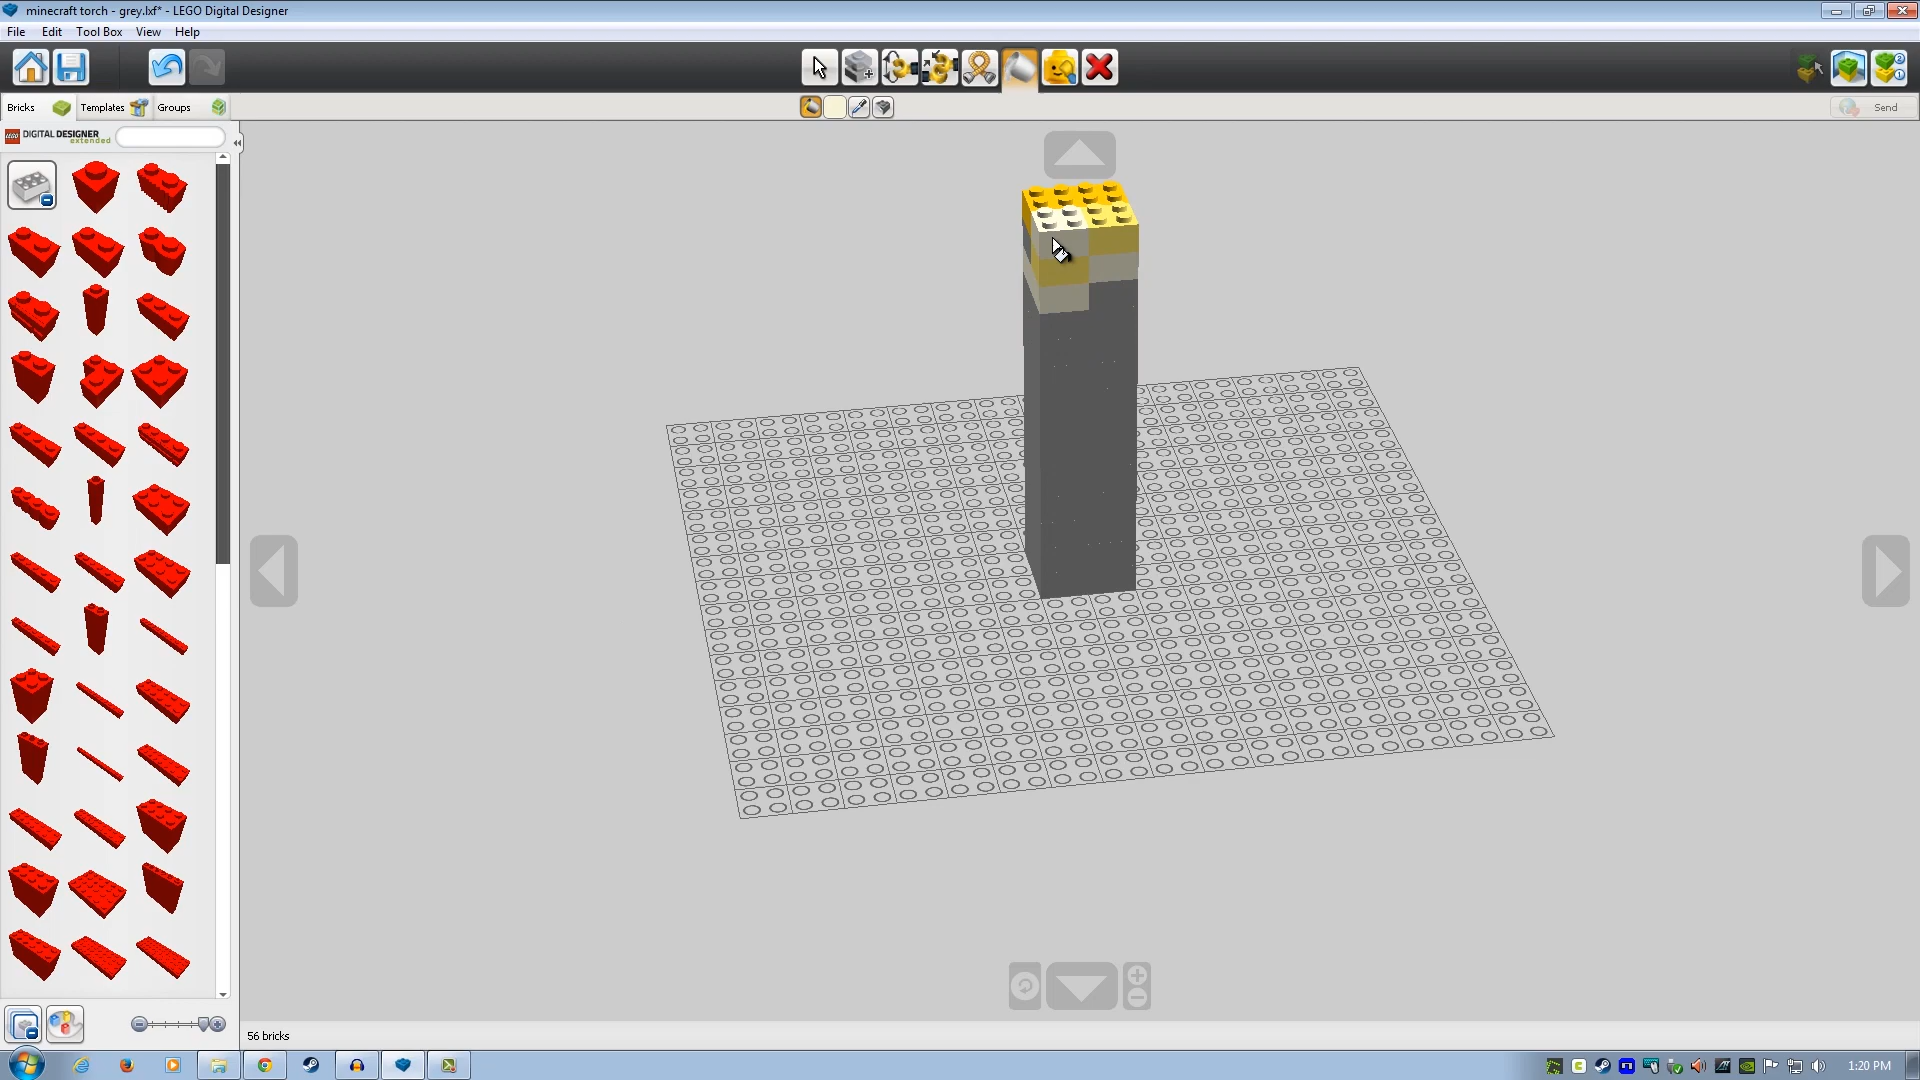 minecraft torch - grey.lxf* - LEGO Digital Designer
File Edit Tool Box View Help
Bricks Templates Groups
Send
LEGO DIGITAL DESIGNER
extended
56 bricks
1:20 PM